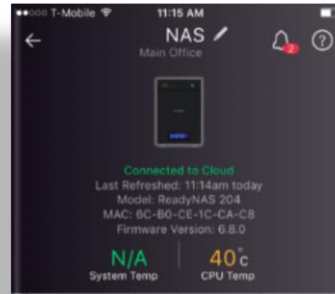 T-Mobile 11:15 AM
NAS
Main Office
2
?
Connected to Cloud
Last Refreshed: 11:14am today
Model: ReadyNAS 204
MAC: 6C-B0-CE-1C-CA-C8
Firmware Version: 6.8.0
N/A 40°c
System Temp CPU Temp